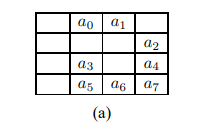 a₀ a₁
a₂
a₃ a₄
a₅ a₆ a₇
(a)